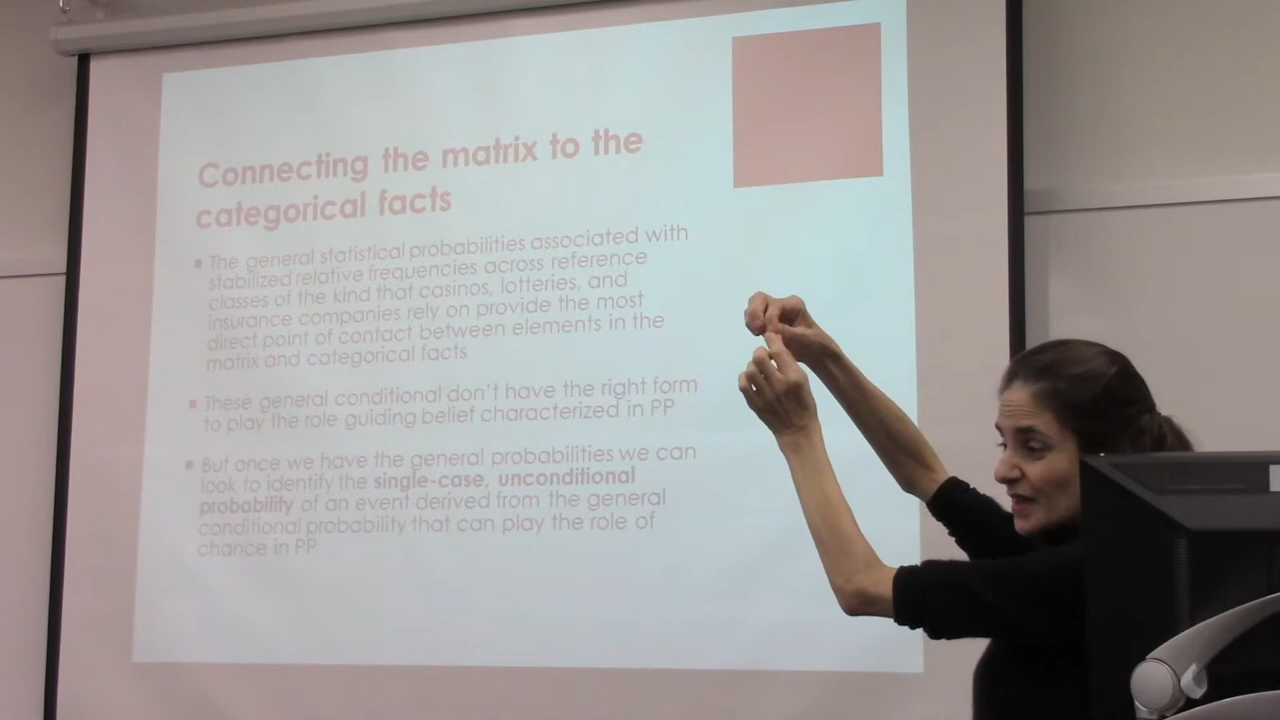 Connecting the matrix to the
categorical facts
The general statistical probabilities associated with
stabilized relative frequencies across reference
classes of the kind that casinos, lotteries, and
insurance companies rely on provide the most
direct point of contact between elements in the
matrix and categorical facts
These general conditional don't have the right form
to play the role guiding belief characterized in PP
But once we have the general probabilities we can
look to identify the single-case, unconditional
probability of an event derived from the general
conditional probability that can play the role of
chance in PP